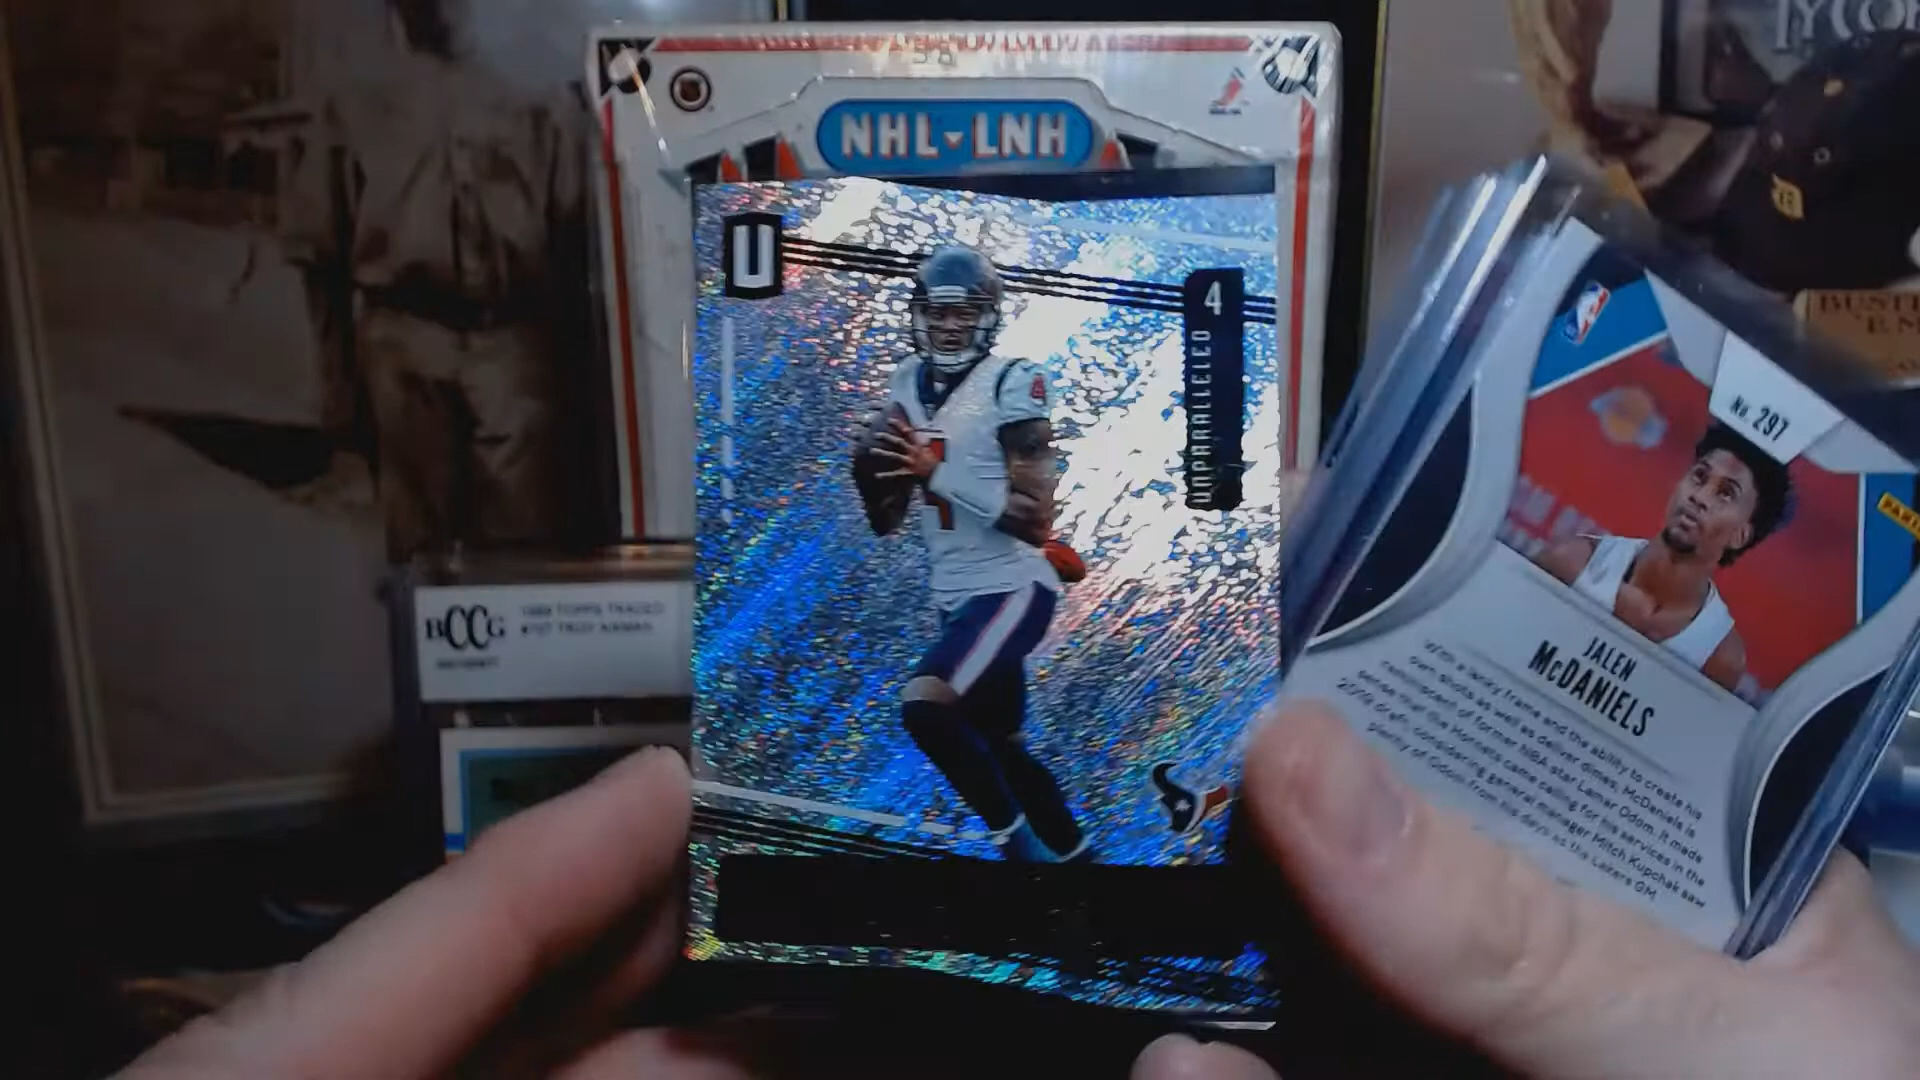 TYCO
NHL LNH
U
4
UNPARALLELED
BCCG
1989 TOPPS TRADED
#70T TROY AIKMAN
No. 297
JALEN
McDANIELS
With a lanky frame and the ability to create his
own shots as well as deliver dimes, McDaniels is
reminiscent of former NBA star Lamar Odom. It made
sense that the Hornets came calling for his services in the
2019 draft, considering general manager Mitch Kupchak saw
plenty of Odom from his days as the Lakers GM.